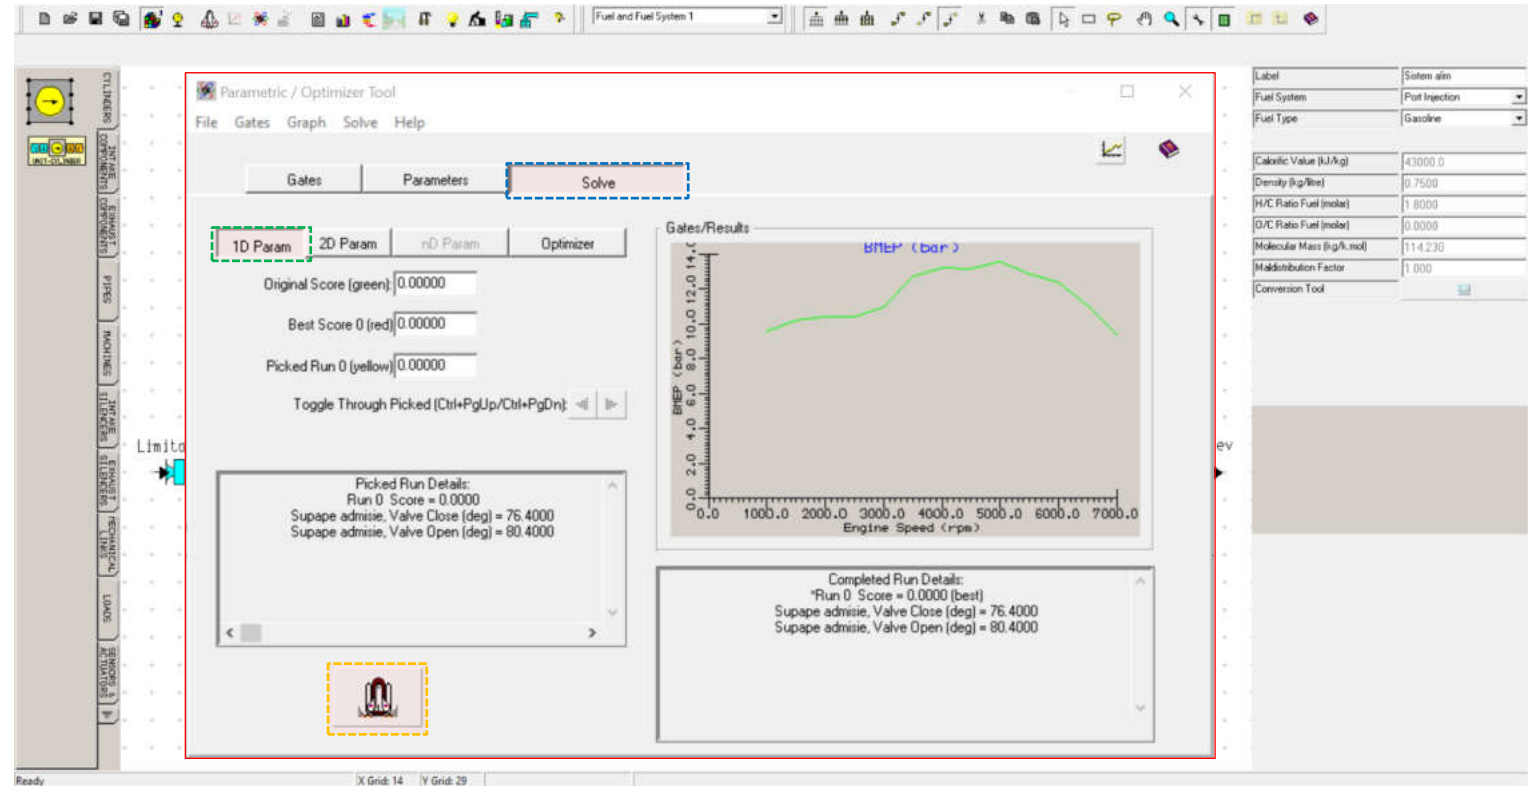 Fuel and Fuel System 1
CYLINDERS
INTAKE COMPONENTS
EXHAUST COMPONENTS
PIPES
MACHINES
INTAKE SILENCERS
EXHAUST SILENCERS
MECHANICAL LINKS
LOADS
SENSORS & ACTUATORS
UNIT-CYLINDER
Limito
Parametric / Optimizer Tool
File Gates Graph Solve Help
Gates Parameters Solve
1D Param 2D Param nD Param Optimizer
Original Score (green): 0.00000
Best Score 0 (red) 0.00000
Picked Run 0 (yellow) 0.00000
Toggle Through Picked (Ctrl+PgUp/Ctrl+PgDn):
Picked Run Details:
Run 0 Score = 0.0000
Supape admisie, Valve Close (deg) = 76.4000
Supape admisie, Valve Open (deg) = 80.4000
Gates/Results
BMEP (bar)
BMEP (bar)
0.0 2.0 4.0 6.0 8.0 10.0 12.0 14.0
0.0 1000.0 2000.0 3000.0 4000.0 5000.0 6000.0 7000.0
Engine Speed (rpm)
Completed Run Details:
*Run 0 Score = 0.0000 (best)
Supape admisie, Valve Close (deg) = 76.4000
Supape admisie, Valve Open (deg) = 80.4000
ev
Label Sistem alim
Fuel System Port Injection
Fuel Type Gasoline
Calorific Value (kJ/kg) 43000.0
Density (kg/litre) 0.7500
H/C Ratio Fuel (molar) 1.8000
O/C Ratio Fuel (molar) 0.0000
Molecular Mass (kg/k.mol) 114.230
Maldistribution Factor 1.000
Conversion Tool
Ready X Grid: 14 Y Grid: 29